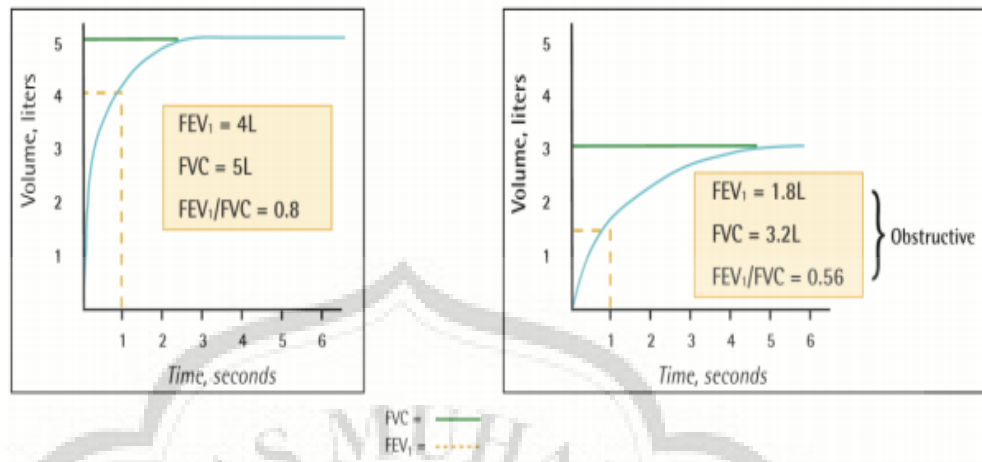 Volume, liters
5
4
3
2
1
FEV₁ = 4L
FVC = 5L
FEV₁/FVC = 0.8
1 2 3 4 5 6
Time, seconds
Volume, liters
5
4
3
2
1
FEV₁ = 1.8L
FVC = 3.2L
FEV₁/FVC = 0.56
Obstructive
1 2 3 4 5 6
Time, seconds
FVC =
FEV₁ =